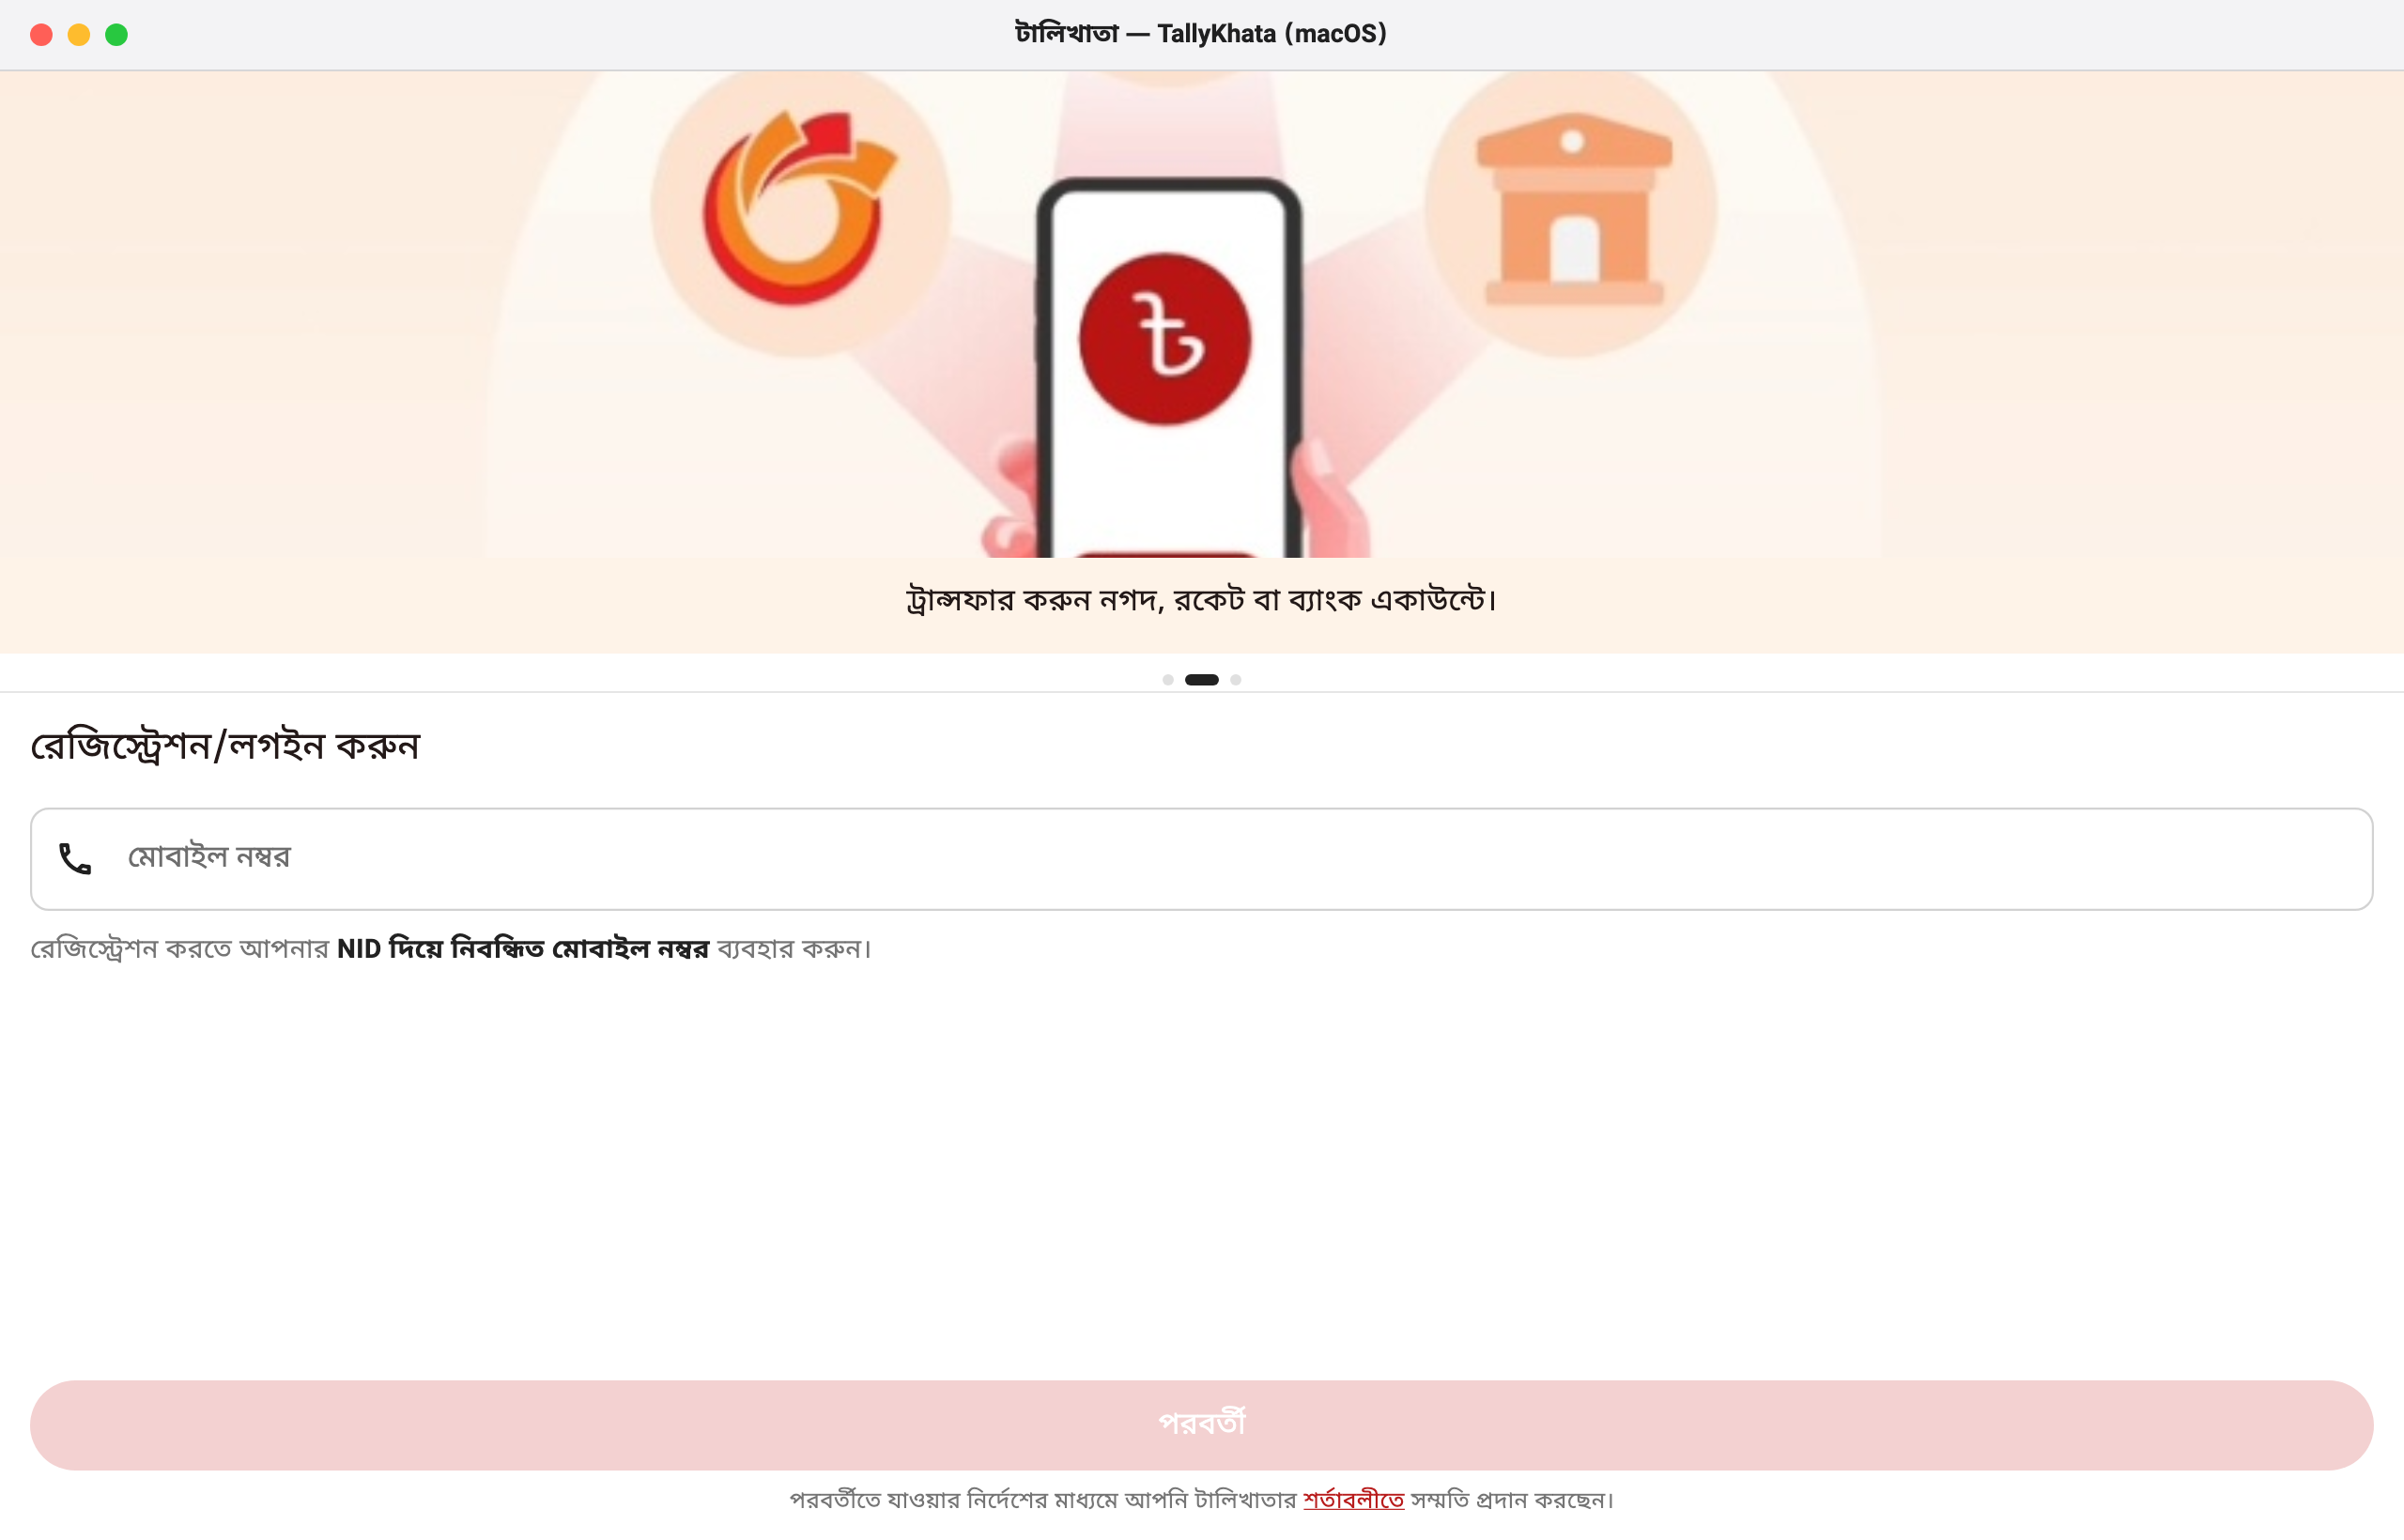 টালিখাতা — TallyKhata (macOS)
৳
ট্রান্সফার করুন নগদ, রকেট বা ব্যাংক একাউন্টে।
রেজিস্ট্রেশন/লগইন করুন
মোবাইল নম্বর
রেজিস্ট্রেশন করতে আপনার NID দিয়ে নিবন্ধিত মোবাইল নম্বর ব্যবহার করুন।
পরবর্তী
পরবর্তীতে যাওয়ার নির্দেশের মাধ্যমে আপনি টালিখাতার শর্তাবলীতে সম্মতি প্রদান করছেন।